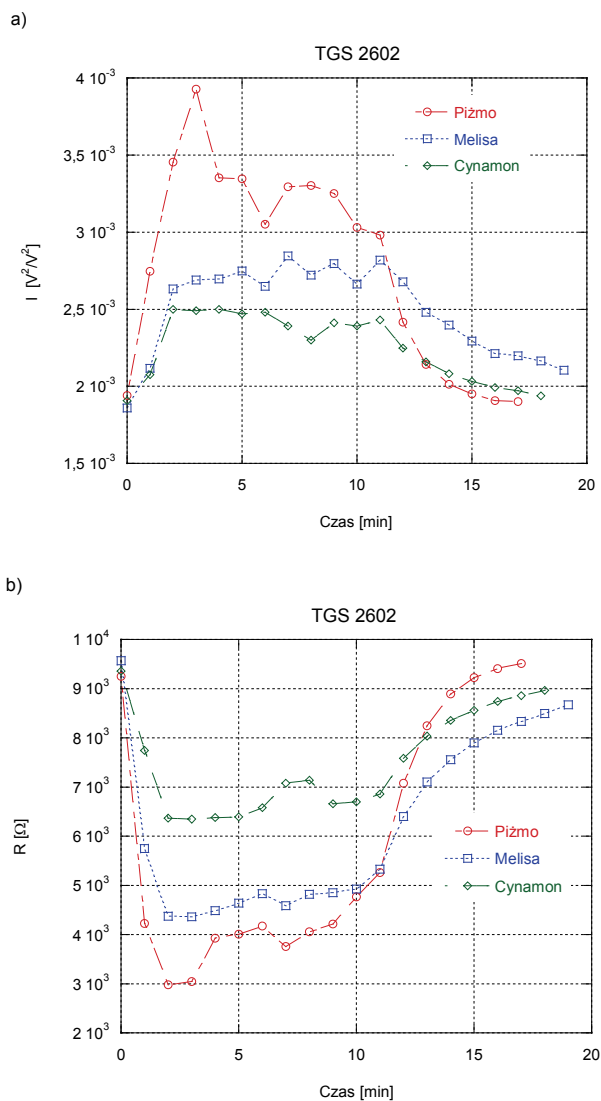 a)
TGS 2602
4 10⁻³
3,5 10⁻³
3 10⁻³
2,5 10⁻³
2 10⁻³
1,5 10⁻³
I [V²/V²]
Piżmo
Melisa
Cynamon
0 5 10 15 20
Czas [min]
b)
TGS 2602
1 10⁴
9 10³
8 10³
7 10³
6 10³
5 10³
4 10³
3 10³
2 10³
R [Ω]
Piżmo
Melisa
Cynamon
0 5 10 15 20
Czas [min]